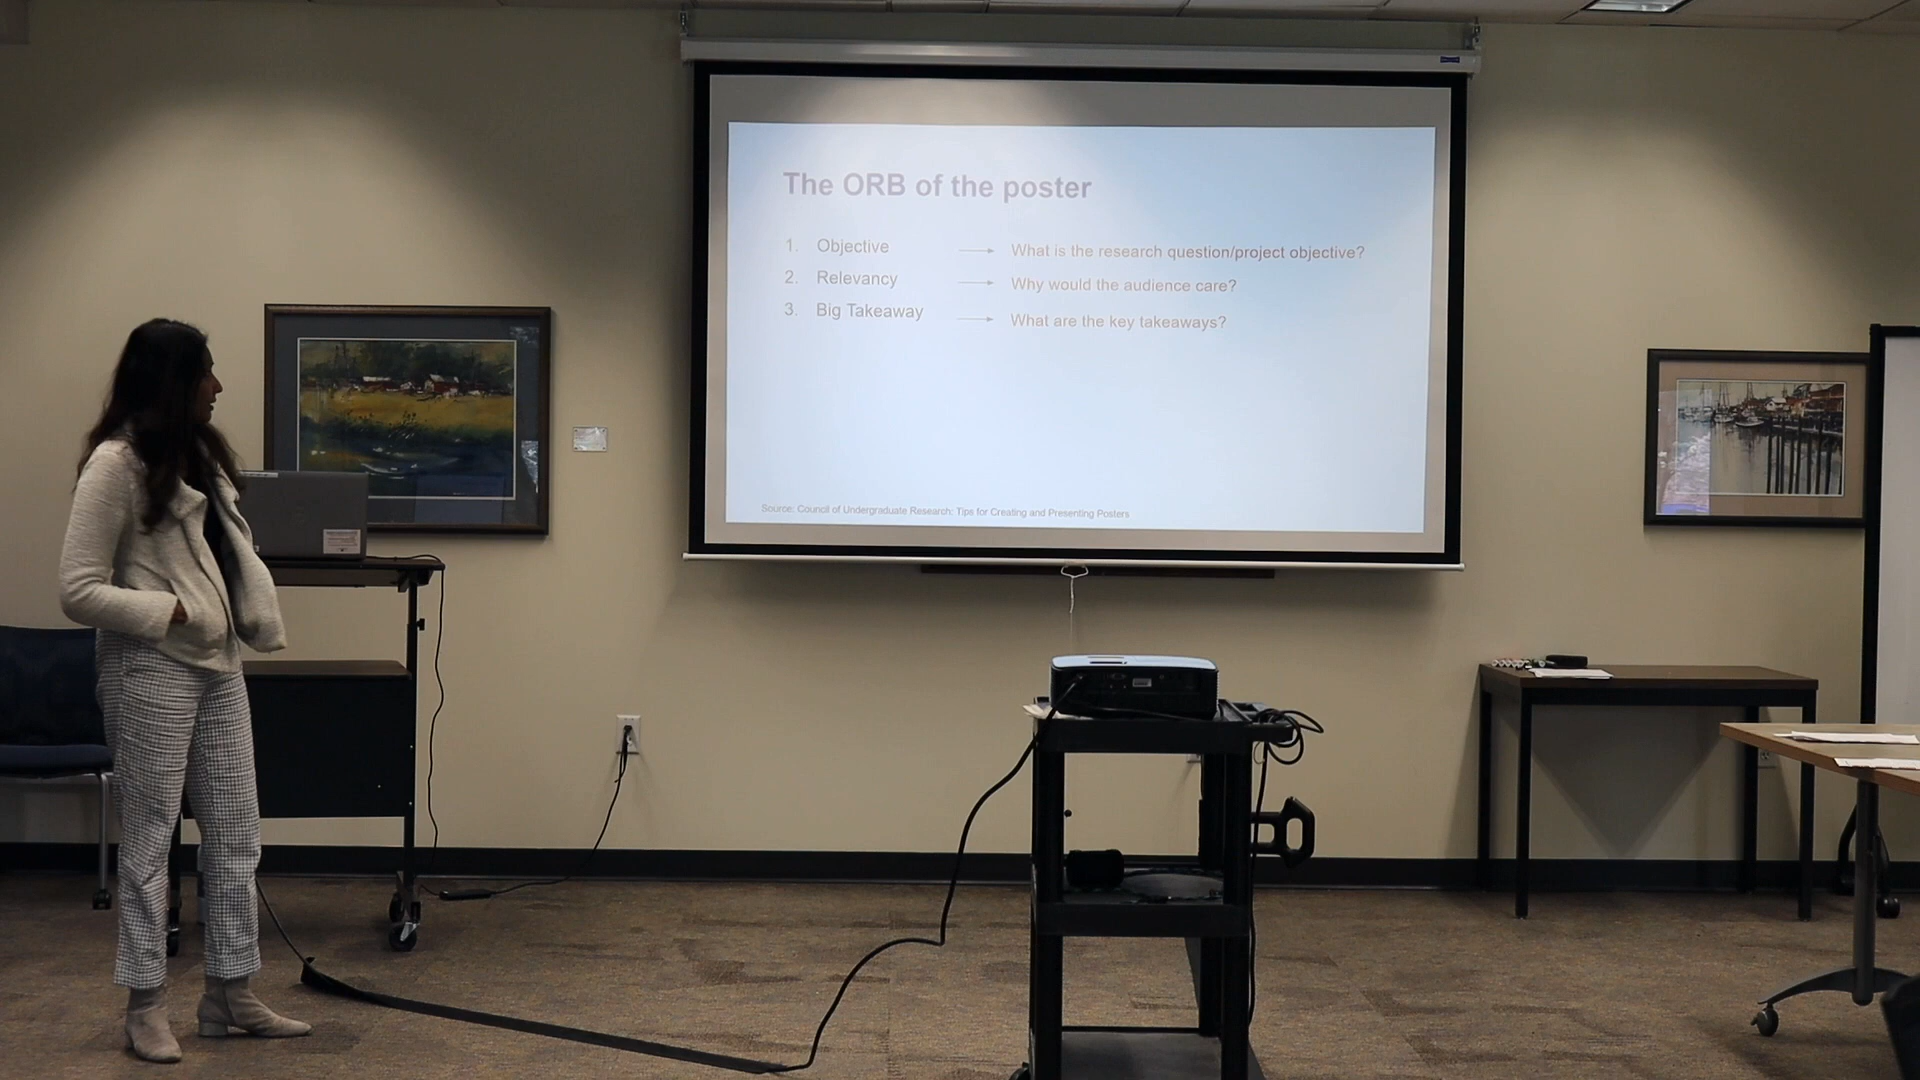 The ORB of the poster
1. Objective → What is the research question/project objective?
2. Relevancy → Why would the audience care?
3. Big Takeaway → What are the key takeaways?
Source: Council of Undergraduate Research: Tips for Creating and Presenting Posters